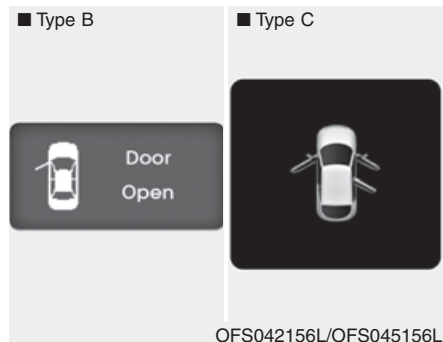 ■ Type B
■ Type C
Door
Open
OFS042156L/OFS045156L